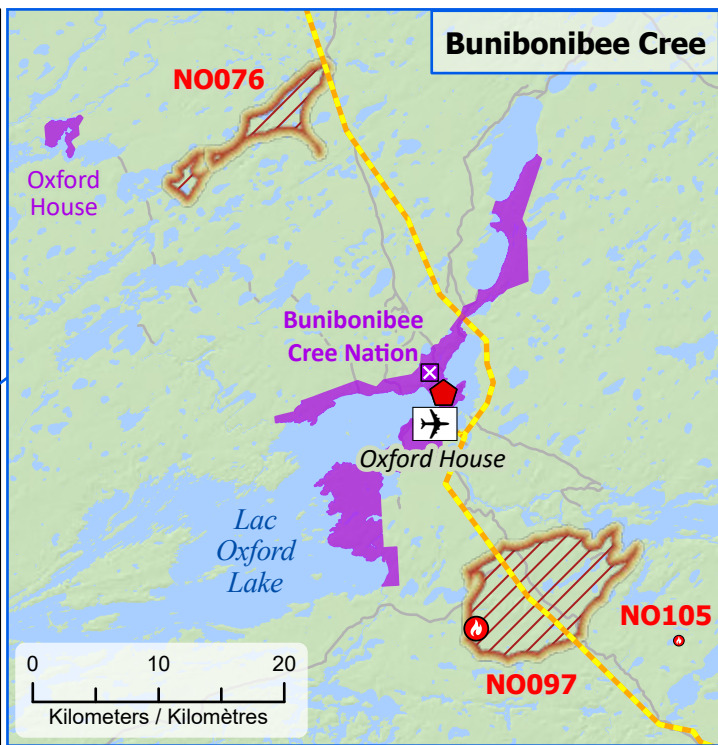 Bunibonibee Cree
NO076
Oxford
House
Bunibonibee
Cree Nation
Oxford House
Lac
Oxford
Lake
NO105
NO097
0 10 20
Kilometers / Kilomètres